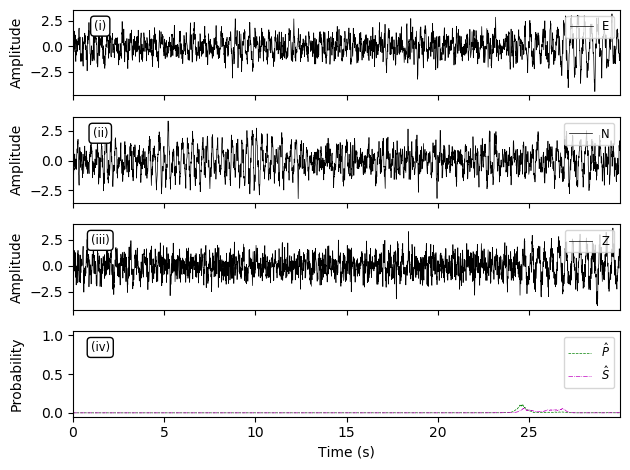 (i)
E
Amplitude
2.5
0.0
−2.5
(ii)
N
Amplitude
2.5
0.0
−2.5
(iii)
Z
Amplitude
2.5
0.0
−2.5
(iv)
P̂
Ŝ
Probability
1.0
0.5
0.0
0 5 10 15 20 25
Time (s)